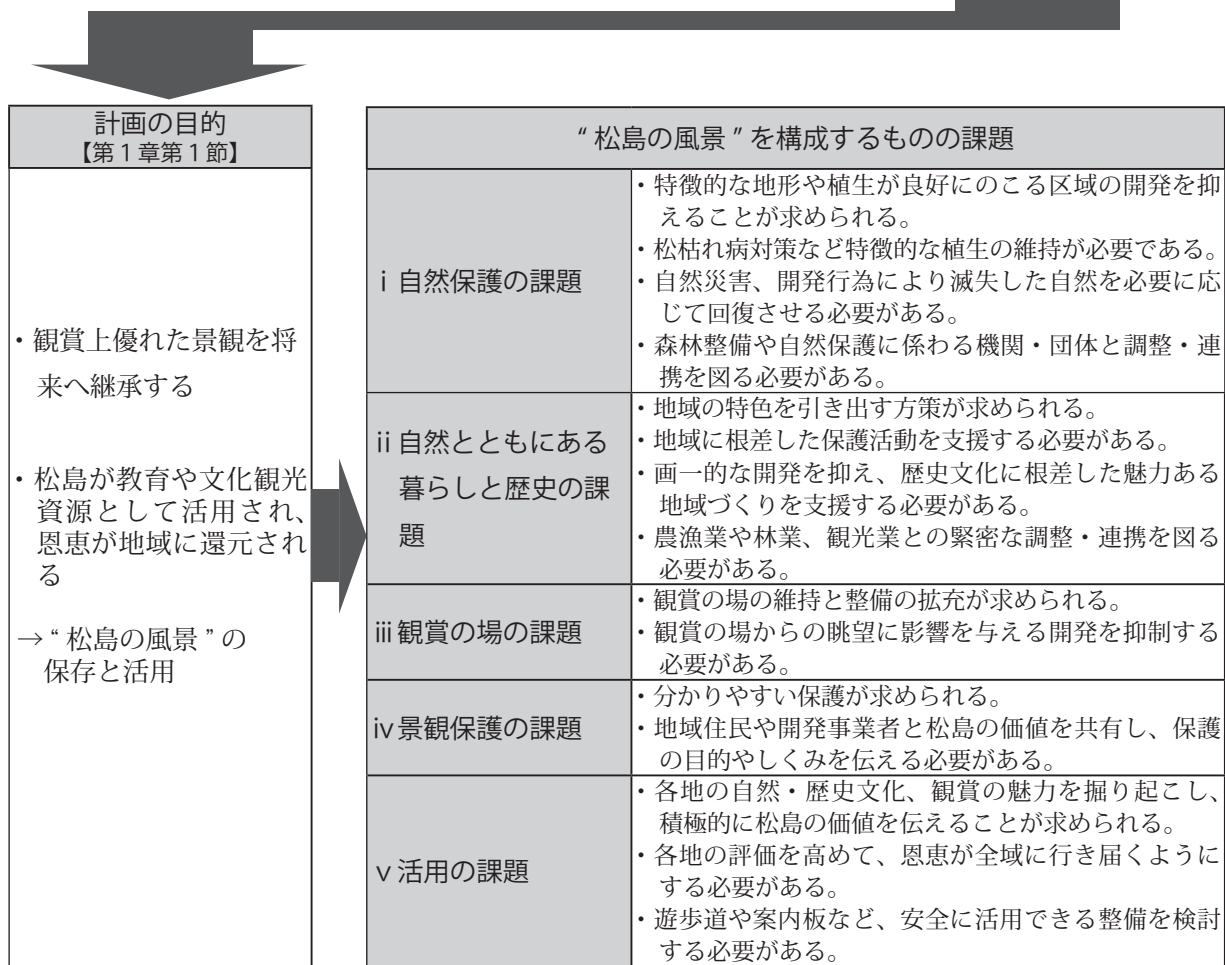 計画の目的
【第１章第１節】
・観賞上優れた景観を将
来へ継承する
・松島が教育や文化観光
資源として活用され、
恩恵が地域に還元され
る
→“松島の風景”の
保存と活用
“松島の風景”を構成するものの課題
ⅰ自然保護の課題
・特徴的な地形や植生が良好にのこる区域の開発を抑
えることが求められる。
・松枯れ病対策など特徴的な植生の維持が必要である。
・自然災害、開発行為により滅失した自然を必要に応
じて回復させる必要がある。
・森林整備や自然保護に係わる機関・団体と調整・連
携を図る必要がある。
ⅱ自然とともにある
暮らしと歴史の課
題
・地域の特色を引き出す方策が求められる。
・地域に根差した保護活動を支援する必要がある。
・画一的な開発を抑え、歴史文化に根差した魅力ある
地域づくりを支援する必要がある。
・農漁業や林業、観光業との緊密な調整・連携を図る
必要がある。
ⅲ観賞の場の課題
・観賞の場の維持と整備の拡充が求められる。
・観賞の場からの眺望に影響を与える開発を抑制する
必要がある。
ⅳ景観保護の課題
・分かりやすい保護が求められる。
・地域住民や開発事業者と松島の価値を共有し、保護
の目的やしくみを伝える必要がある。
ⅴ活用の課題
・各地の自然・歴史文化、観賞の魅力を掘り起こし、
積極的に松島の価値を伝えることが求められる。
・各地の評価を高めて、恩恵が全域に行き届くように
する必要がある。
・遊歩道や案内板など、安全に活用できる整備を検討
する必要がある。